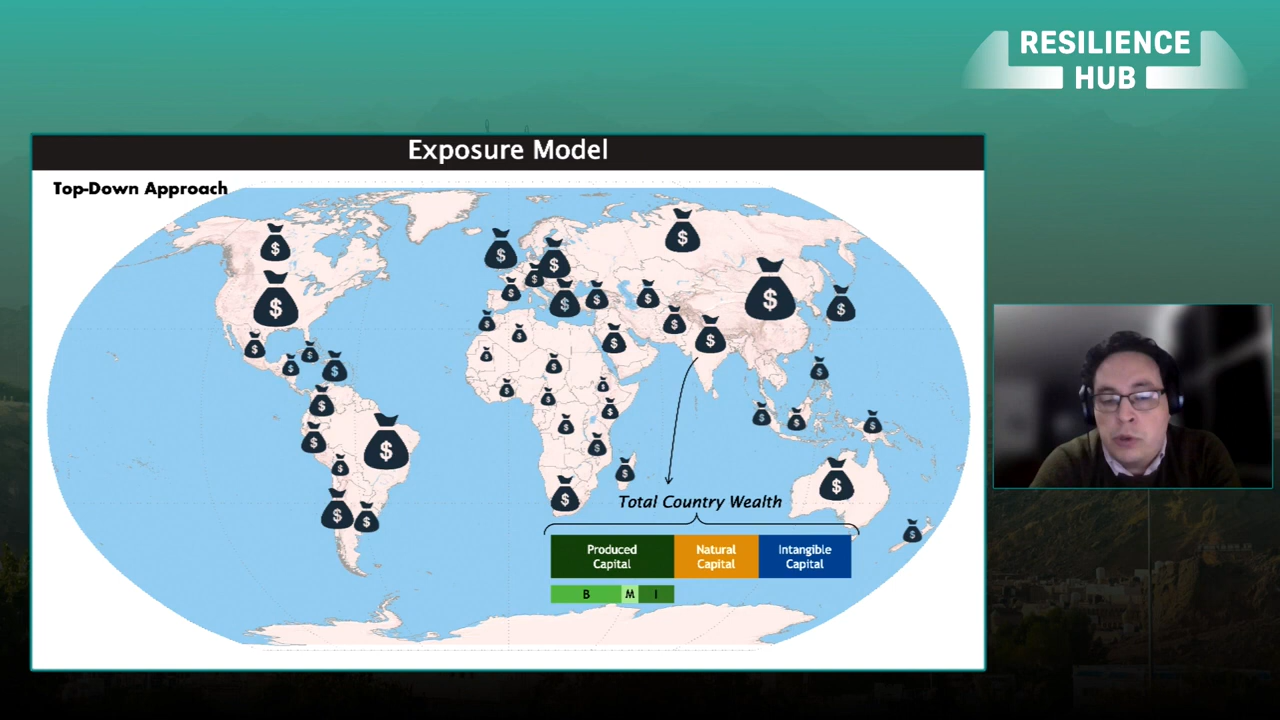 RESILIENCE
HUB
Exposure Model
Top-Down Approach
Total Country Wealth
Produced
Capital
Natural
Capital
Intangible
Capital
B
M
I